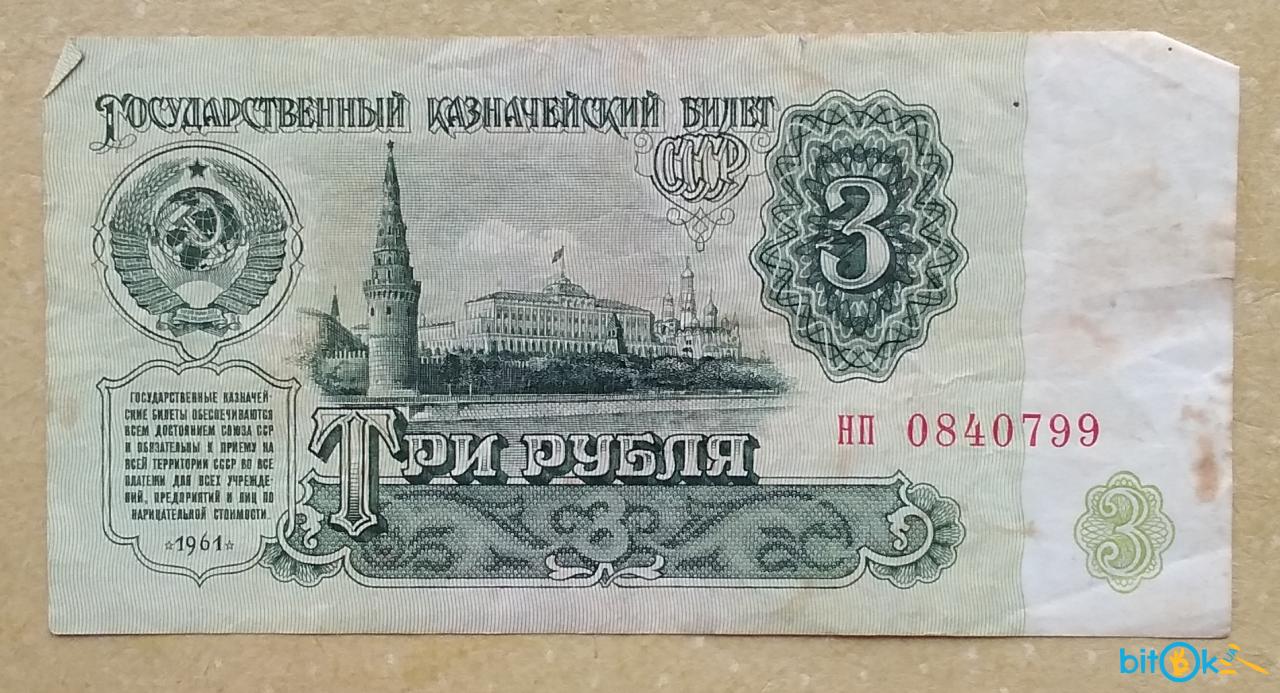 Государственный казначейский билет
СССР
3
ГОСУДАРСТВЕННЫЕ КАЗНАЧЕЙ-
СКИЕ БИЛЕТЫ ОБЕСПЕЧИВАЮТСЯ
ВСЕМ ДОСТОЯНИЕМ СОЮЗА ССР
И ОБЯЗАТЕЛЬНЫ К ПРИЕМУ НА
ВСЕЙ ТЕРРИТОРИИ СССР ВО ВСЕ
ПЛАТЕЖИ ДЛЯ ВСЕХ УЧРЕЖДЕ-
НИЙ, ПРЕДПРИЯТИЙ И ЛИЦ ПО
НАРИЦАТЕЛЬНОЙ СТОИМОСТИ
☆1961☆
Три рубля
НП 0840799
3
3
bitok